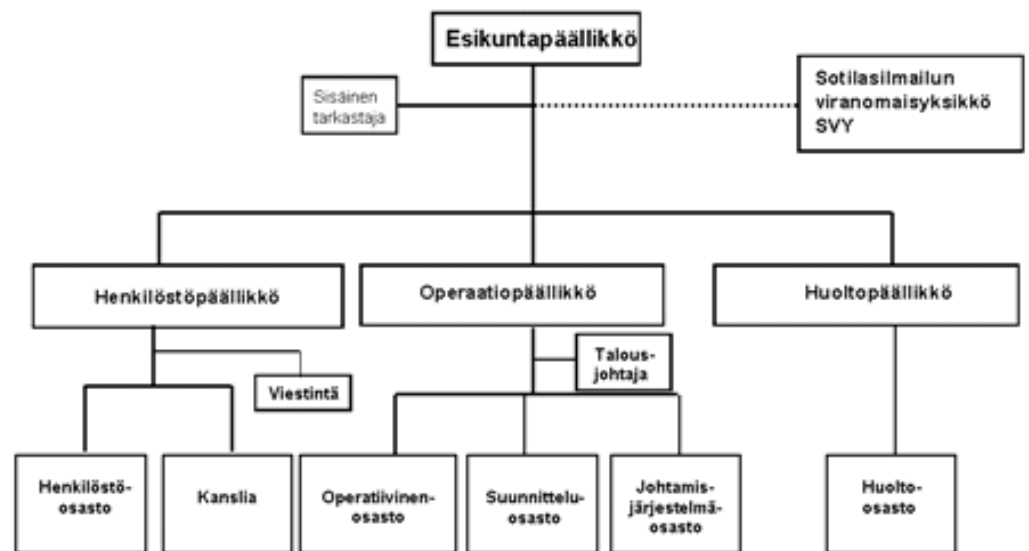 Esikuntapäällikkö
Sisäinen
tarkastaja
Sotilasilmailun
viranomaisyksikkö
SVY
Henkilöstöpäällikkö
Operaatiopäällikkö
Huoltopäällikkö
Viestintä
Talous-
johtaja
Henkilöstö-
osasto
Kanslia
Operatiivinen-
osasto
Suunnittelu-
osasto
Johtamis-
järjestelmä-
osasto
Huolto-
osasto